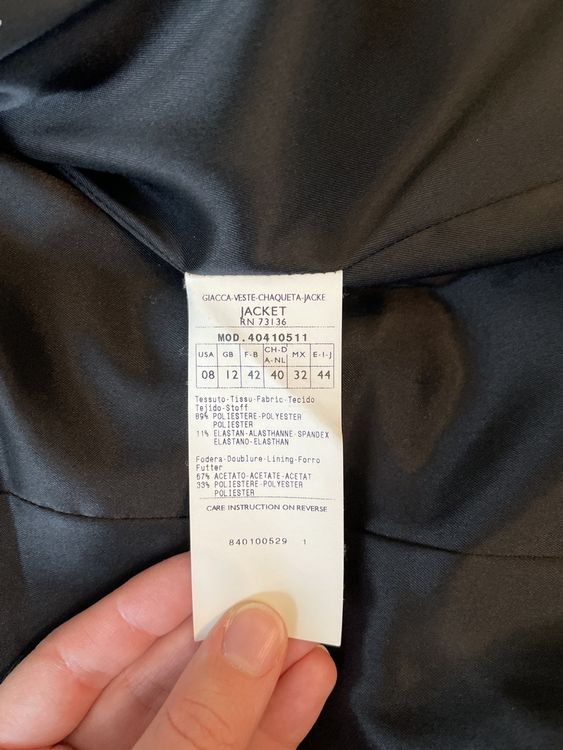 GIACCA-VESTE-CHAQUETA-JACKE
JACKET
RN 73136
MOD.40410511
USA GB F-B CH-D A-NL MX E-I-J
08 12 42 40 32 44
Tessuto-Tissu-Fabric-Tecido
Tejido-Stoff
89% POLIESTERE-POLYESTER
POLIESTER
11% ELASTAN-ALASTHANNE-SPANDEX
ELASTANO-ELASTHAN
Fodera-Doublure-Lining-Forro
Futter
67% ACETATO-ACETATE-ACETAT
33% POLIESTERE-POLYESTER
POLIESTER
CARE INSTRUCTION ON REVERSE
840100529 1